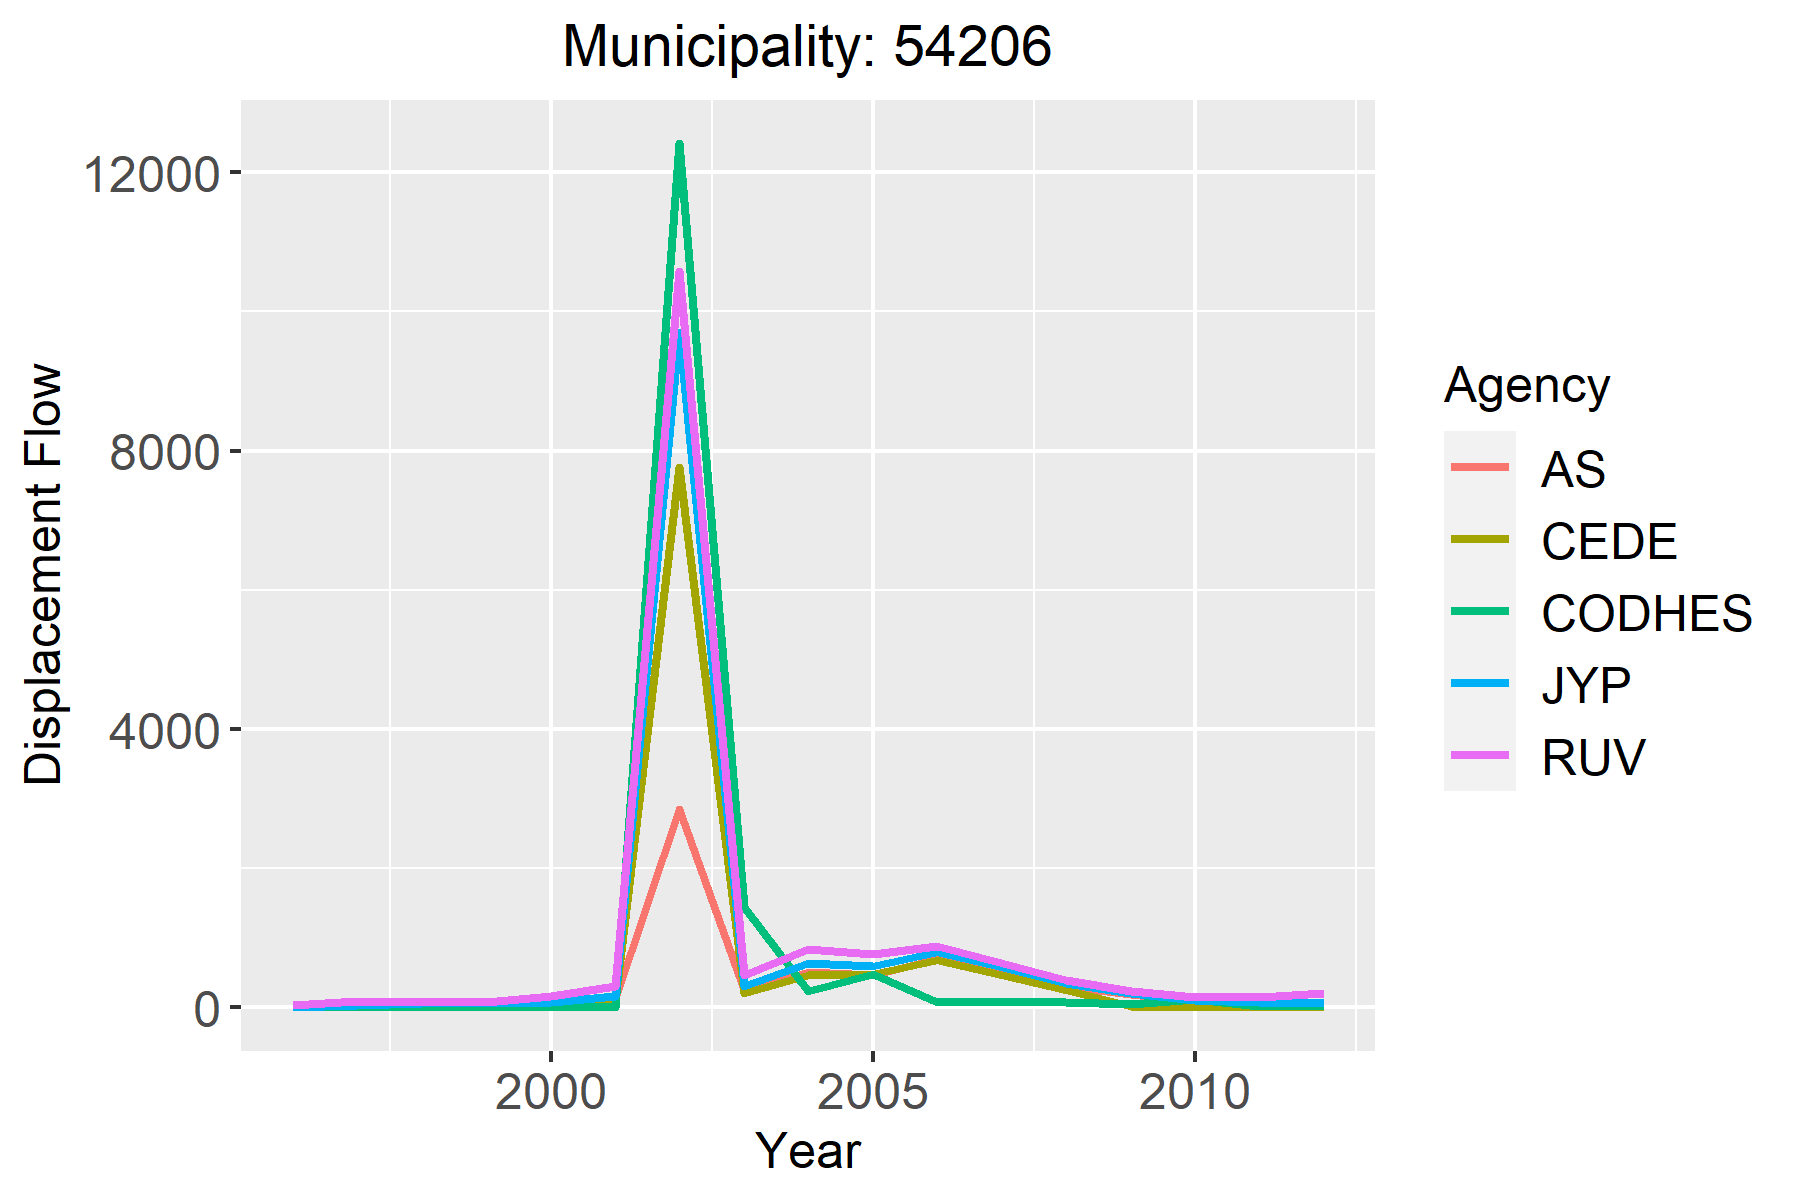 Municipality: 54206
12000
8000
4000
0
Displacement Flow
2000
2005
2010
Year
Agency
AS
CEDE
CODHES
JYP
RUV